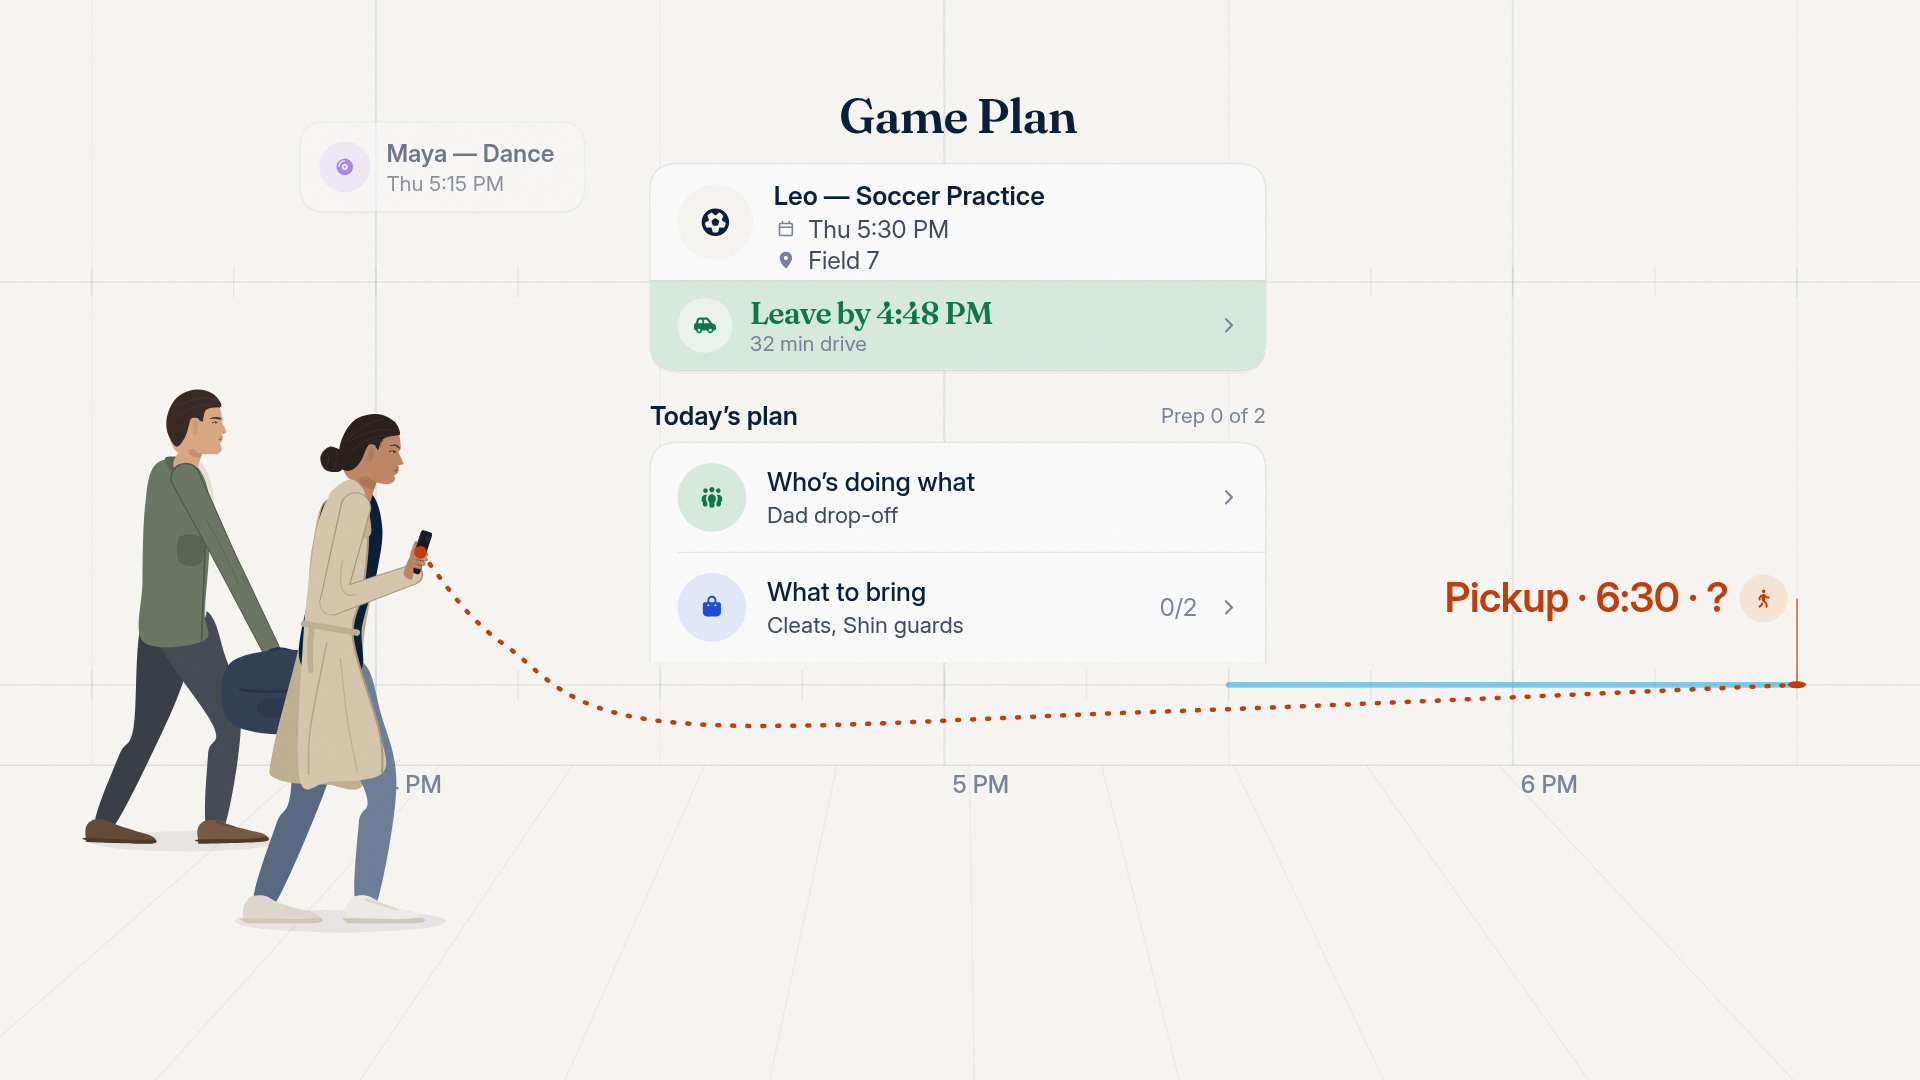 Game Plan
Maya — Dance
Thu 5:15 PM
Leo — Soccer Practice
Thu 5:30 PM
Field 7
Leave by 4:48 PM
32 min drive
Today’s plan
Prep 0 of 2
Who’s doing what
Dad drop-off
What to bring
Cleats, Shin guards
0/2
Pickup · 6:30 · ?
PM
5 PM
6 PM